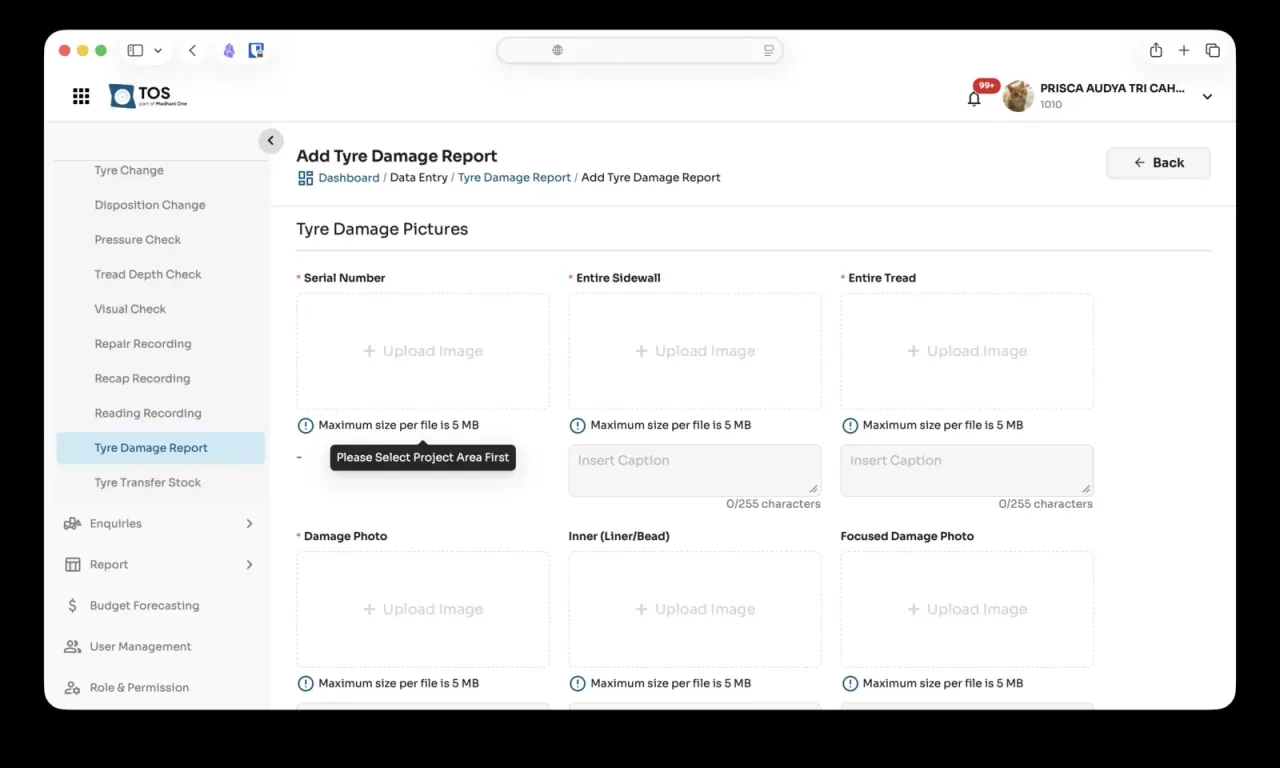 TOS
part of Madhani One
99+
PRISCA AUDYA TRI CAH...
1010
Tyre Change
Disposition Change
Pressure Check
Tread Depth Check
Visual Check
Repair Recording
Recap Recording
Reading Recording
Tyre Damage Report
Tyre Transfer Stock
Enquiries
Report
Budget Forecasting
User Management
Role & Permission
Add Tyre Damage Report
Dashboard / Data Entry / Tyre Damage Report / Add Tyre Damage Report
← Back
Tyre Damage Pictures
* Serial Number
* Entire Sidewall
* Entire Tread
+ Upload Image
+ Upload Image
+ Upload Image
Maximum size per file is 5 MB
Maximum size per file is 5 MB
Maximum size per file is 5 MB
-
Please Select Project Area First
Insert Caption
Insert Caption
0/255 characters
0/255 characters
* Damage Photo
Inner (Liner/Bead)
Focused Damage Photo
+ Upload Image
+ Upload Image
+ Upload Image
Maximum size per file is 5 MB
Maximum size per file is 5 MB
Maximum size per file is 5 MB